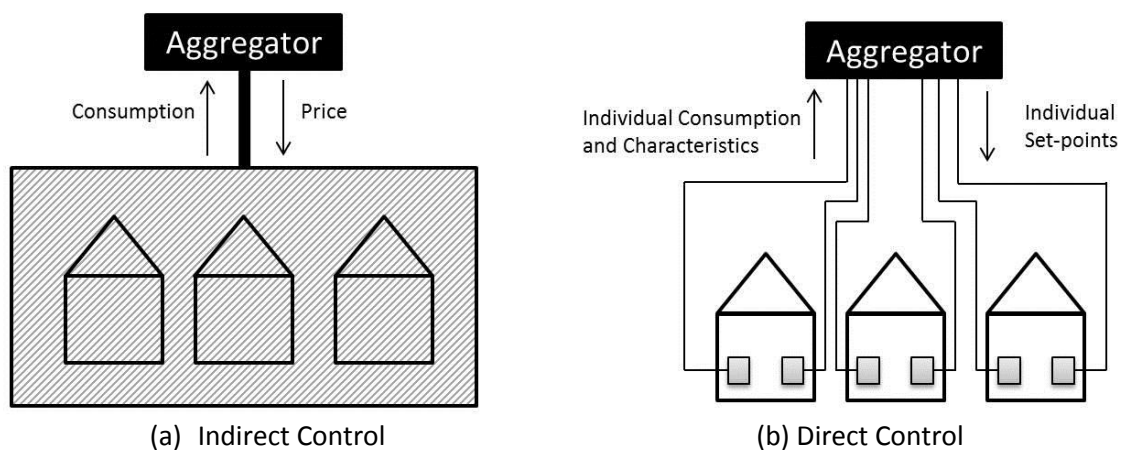 Aggregator
Consumption
Price
(a) Indirect Control
Aggregator
Individual Consumption
and Characteristics
Individual
Set-points
(b) Direct Control